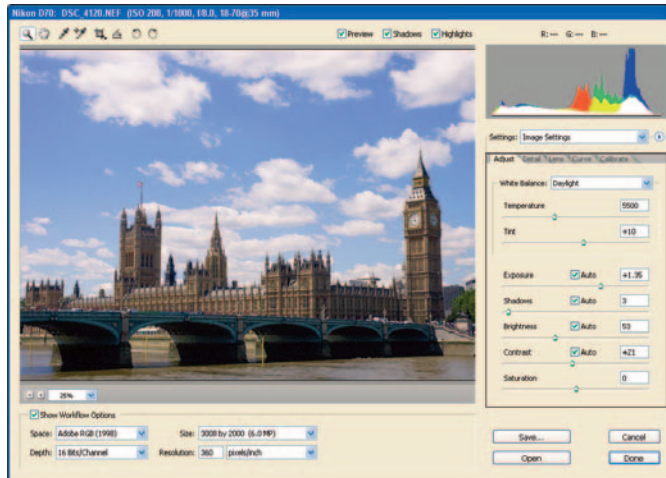 Nikon D70: DSC_4120.NEF (ISO 200, 1/1000, f/8.0, 18-70@35 mm)
Preview Shadows Highlights
R: --- G: --- B: ---
Settings: Image Settings
Adjust Detail Lens Curve Calibrate
White Balance: Daylight
Temperature 5500
Tint +10
Exposure Auto +1.35
Shadows Auto 3
Brightness Auto 53
Contrast Auto +21
Saturation 0
25%
Show Workflow Options
Space: Adobe RGB (1998) Size: 3008 by 2000 (6.0 MP)
Depth: 16 Bits/Channel Resolution: 360 pixels/inch
Save... Cancel
Open Done